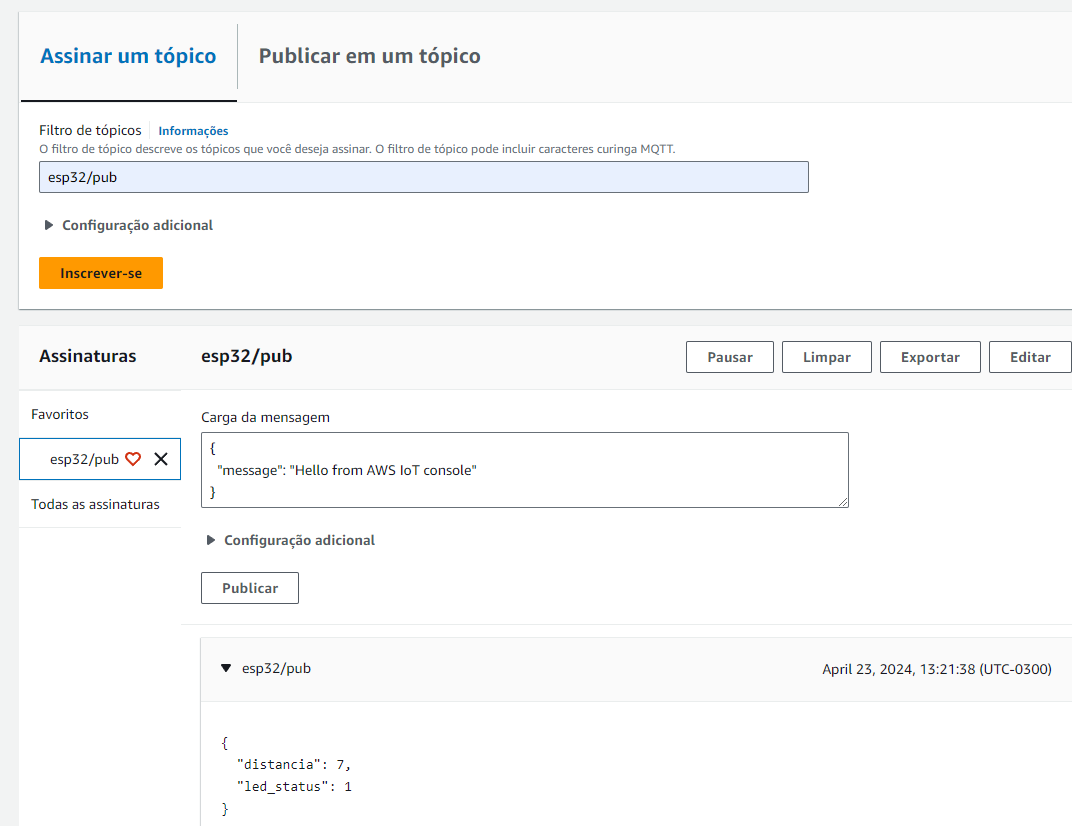 Assinar um tópico
Publicar em um tópico
Filtro de tópicos
Informações
O filtro de tópico descreve os tópicos que você deseja assinar. O filtro de tópico pode incluir caracteres curinga MQTT.
esp32/pub
Configuração adicional
Inscrever-se
Assinaturas
esp32/pub
Pausar
Limpar
Exportar
Editar
Favoritos
esp32/pub
Todas as assinaturas
Carga da mensagem
{
"message": "Hello from AWS IoT console"
}
Configuração adicional
Publicar
esp32/pub
April 23, 2024, 13:21:38 (UTC-0300)
{
"distancia": 7,
"led_status": 1
}